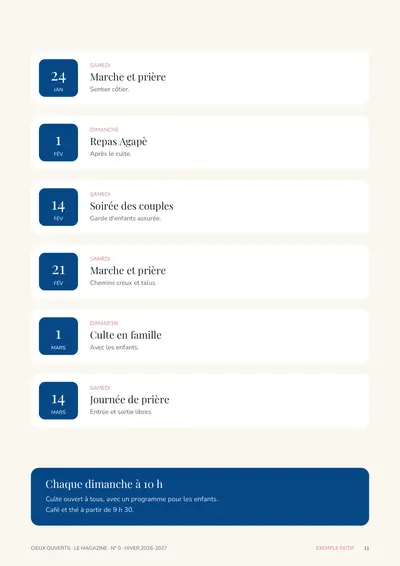 24
JAN
SAMEDI
Marche et prière
Sentier côtier.
1
FÉV
DIMANCHE
Repas Agapè
Après le culte.
14
FÉV
SAMEDI
Soirée des couples
Garde d'enfants assurée.
21
FÉV
SAMEDI
Marche et prière
Chemins creux et talus.
1
MARS
DIMANCHE
Culte en famille
Avec les enfants.
14
MARS
SAMEDI
Journée de prière
Entrée et sortie libres.
Chaque dimanche à 10 h
Culte ouvert à tous, avec un programme pour les enfants.
Café et thé à partir de 9 h 30.
CIEUX OUVERTS · LE MAGAZINE · N° 0 · HIVER 2026-2027
EXEMPLE FICTIF 11